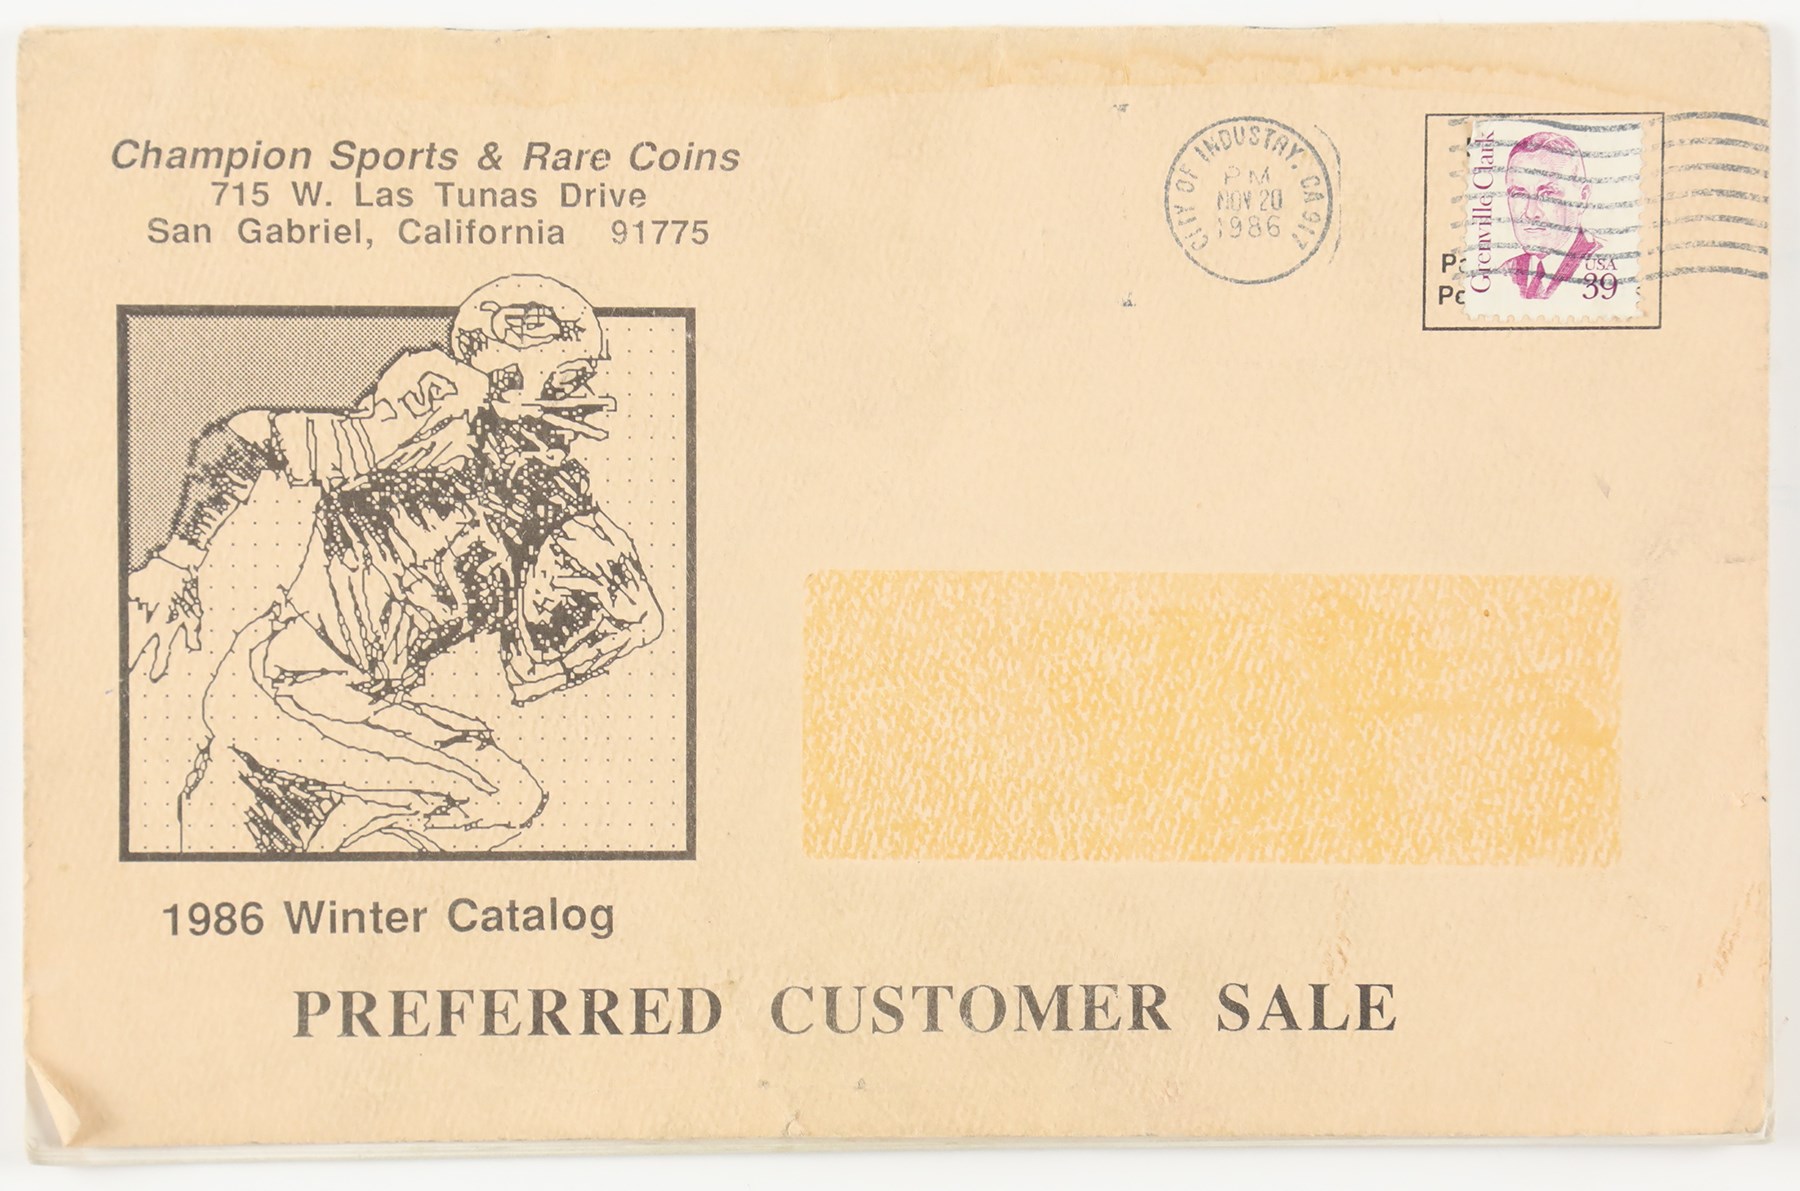 Champion Sports & Rare Coins
715 W. Las Tunas Drive
San Gabriel, California 91775
CITY OF INDUSTRY, CA 917
PM
NOV 20
1986
Grenville Clark
USA
39
1986 Winter Catalog
PREFERRED CUSTOMER SALE